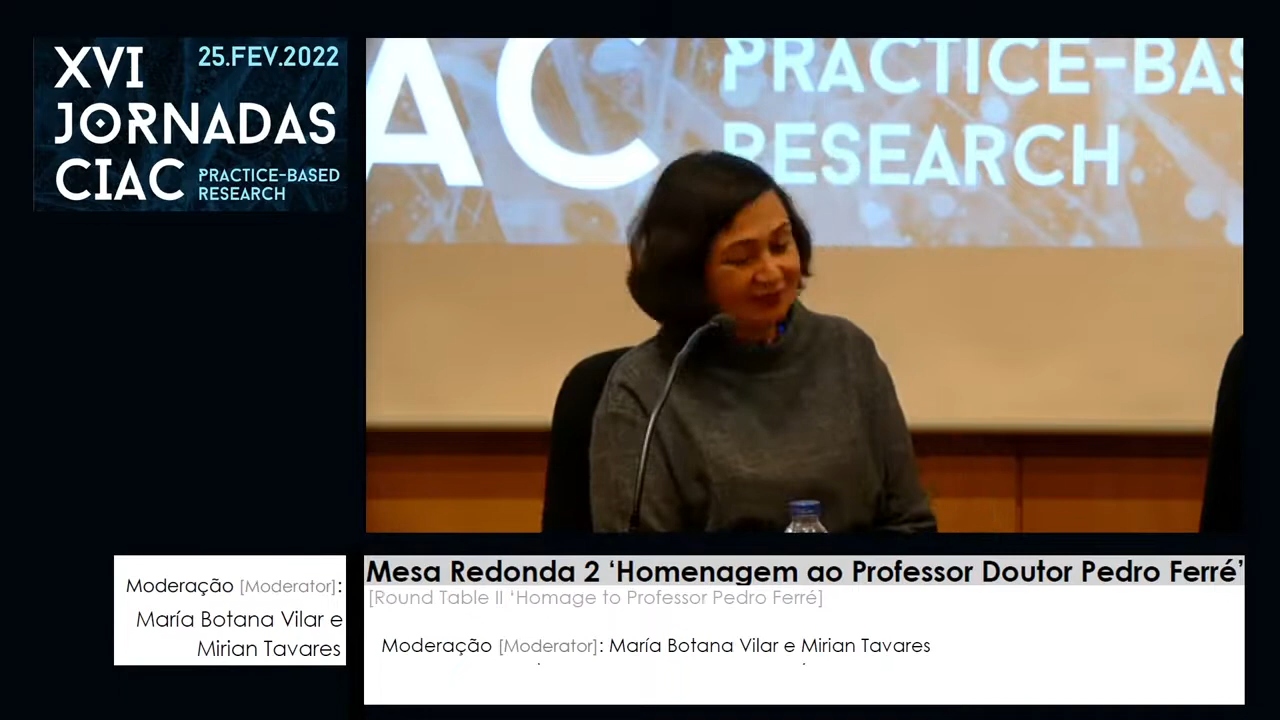 XVI
25.FEV.2022
JORNADAS
CIAC
PRACTICE-BASED
RESEARCH
AC
PRACTICE-BAS
RESEARCH
Moderação [Moderator]:
María Botana Vilar e
Mirian Tavares
Mesa Redonda 2 ‘Homenagem ao Professor Doutor Pedro Ferré’
[Round Table II ‘Homage to Professor Pedro Ferré]
Moderação [Moderator]: María Botana Vilar e Mirian Tavares